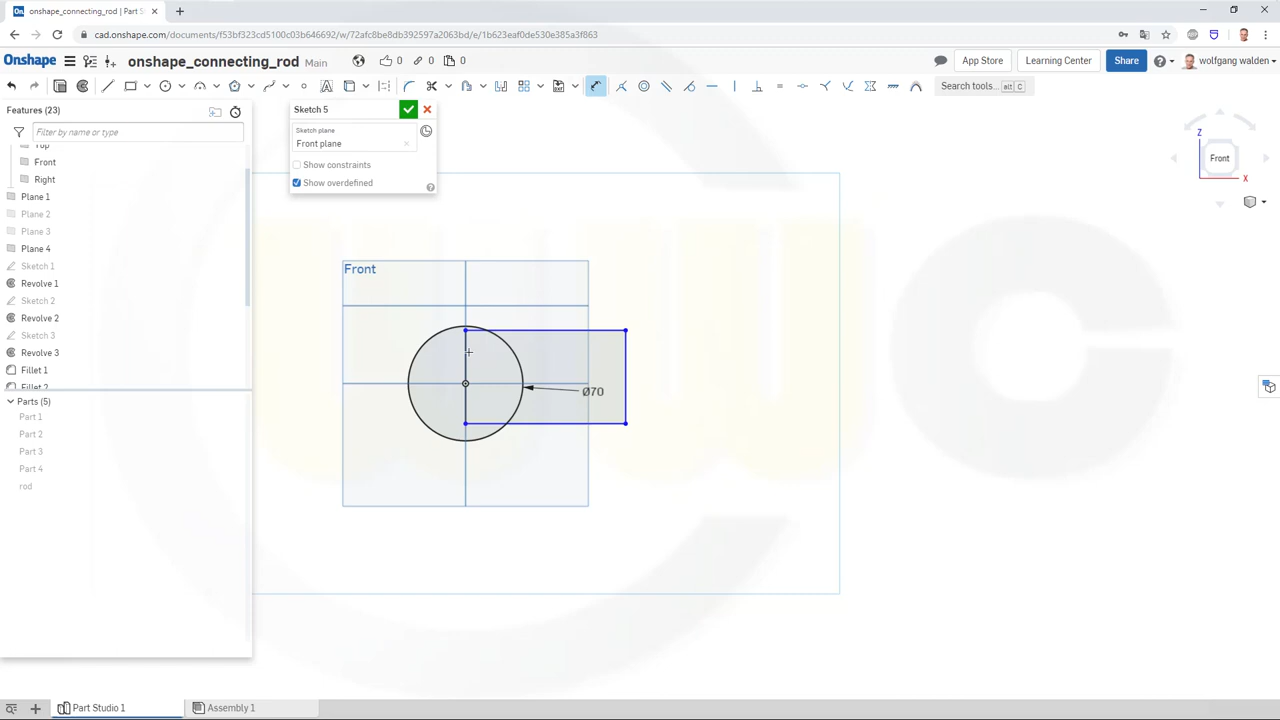 onshape_connecting_rod | Part S
cad.onshape.com/documents/f53bf323cd5100c03b646692/w/72afc8be8db392597a2063bd/e/1b623eaf0de530e385a3f863
Onshape
onshape_connecting_rod Main
0 0 0
App Store
Learning Center
Share
wolfgang walden
Search tools... alt C
Features (23)
Filter by name or type
Top
Front
Right
Plane 1
Plane 2
Plane 3
Plane 4
Sketch 1
Revolve 1
Sketch 2
Revolve 2
Sketch 3
Revolve 3
Fillet 1
Fillet 2
Parts (5)
Part 1
Part 2
Part 3
Part 4
rod
Sketch 5
Sketch plane
Front plane
Show constraints
Show overdefined
Front
Ø70
Z
Front
X
Part Studio 1
Assembly 1